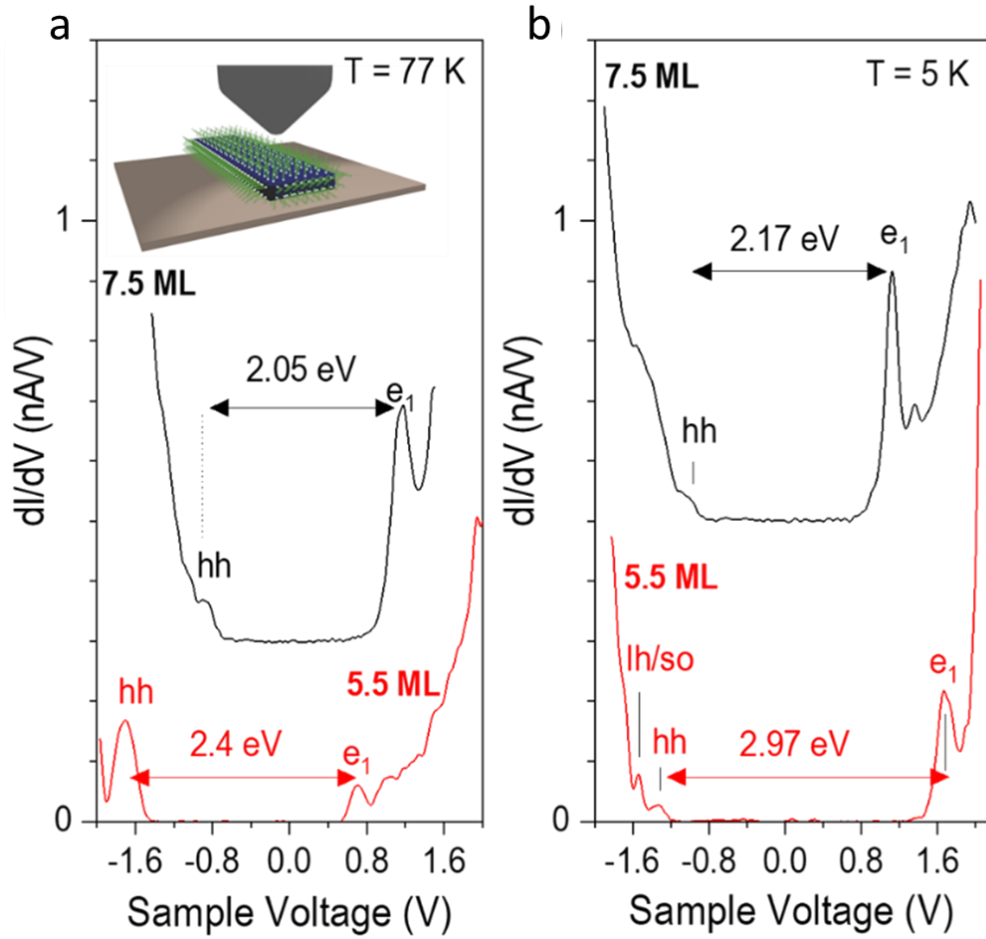 a
T = 77 K
7.5 ML
2.05 eV
e1
hh
5.5 ML
hh
2.4 eV
e1
1
0
dI/dV (nA/V)
-1.6 -0.8 0.0 0.8 1.6
Sample Voltage (V)
b
7.5 ML
T = 5 K
2.17 eV
e1
hh
5.5 ML
lh/so
hh
2.97 eV
e1
1
0
dI/dV (nA/V)
-1.6 -0.8 0.0 0.8 1.6
Sample Voltage (V)